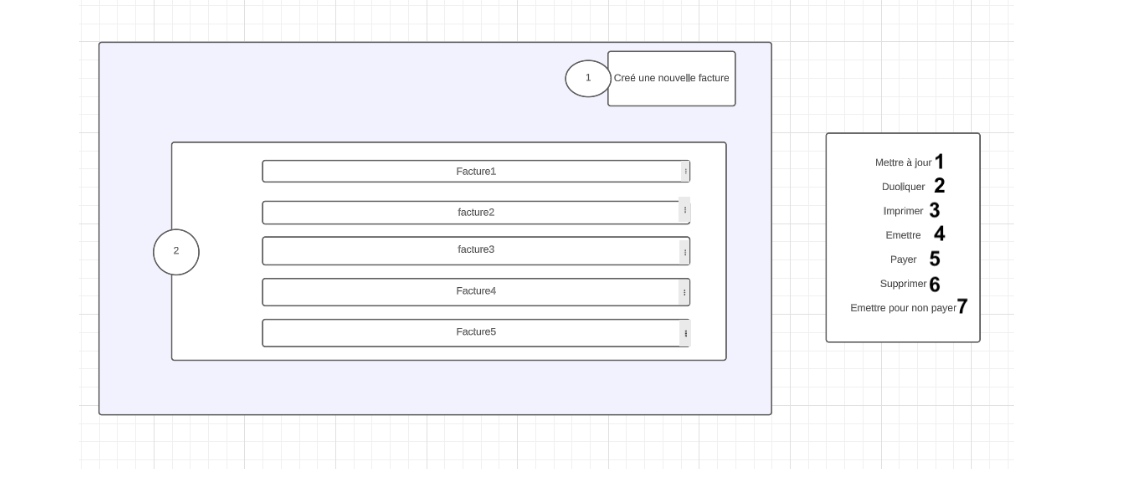 1
Creé une nouvelle facture
Facture1
facture2
facture3
2
Facture4
Facture5
Mettre à jour 1
Duoliquer 2
Imprimer 3
Emettre 4
Payer 5
Supprimer 6
Emettre pour non payer 7